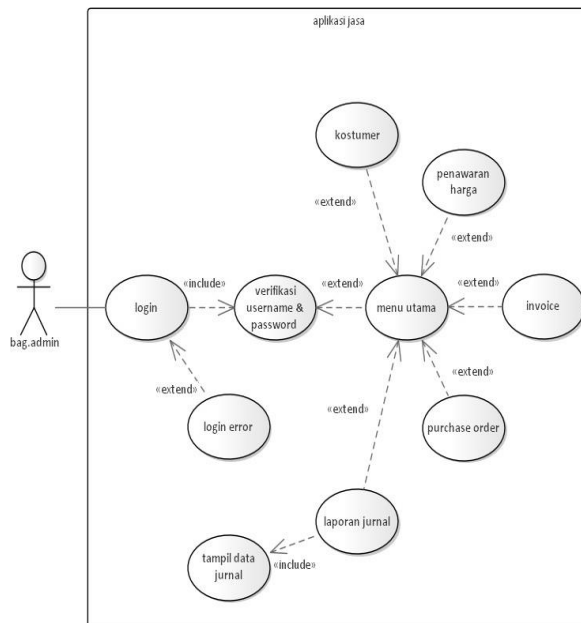 aplikasi jasa
kostumer
penawaran
harga
«extend»
«extend»
«include»
«extend»
«extend»
login
verifikasi
username &
password
menu utama
invoice
bag.admin
«extend»
«extend»
«extend»
login error
purchase order
laporan jurnal
tampil data
jurnal
«include»